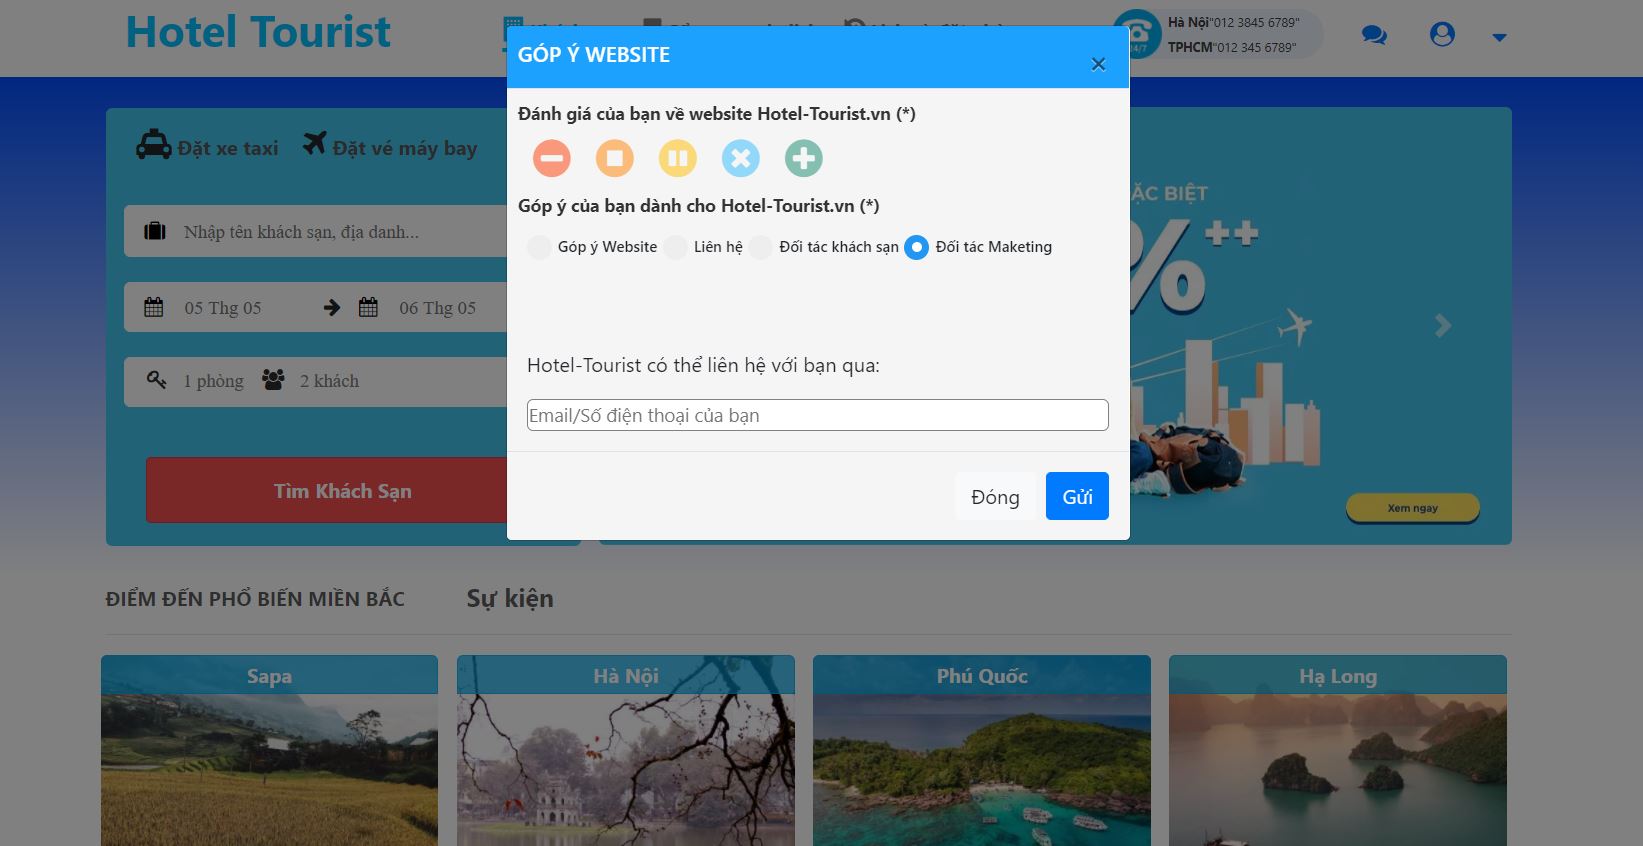 Hotel Tourist
Hà Nội"012 3845 6789"
TPHCM"012 345 6789"
24/7
GÓP Ý WEBSITE
×
Đánh giá của bạn về website Hotel-Tourist.vn (*)
Góp ý của bạn dành cho Hotel-Tourist.vn (*)
Góp ý Website Liên hệ Đối tác khách sạn Đối tác Maketing
Hotel-Tourist có thể liên hệ với bạn qua:
Email/Số điện thoại của bạn
Đóng Gửi
Đặt xe taxi Đặt vé máy bay
Nhập tên khách sạn, địa danh...
05 Thg 05 06 Thg 05
1 phòng 2 khách
Tìm Khách Sạn
BIỆT
%++
Xem ngay
ĐIỂM ĐẾN PHỔ BIẾN MIỀN BẮC Sự kiện
Sapa Hà Nội Phú Quốc Hạ Long